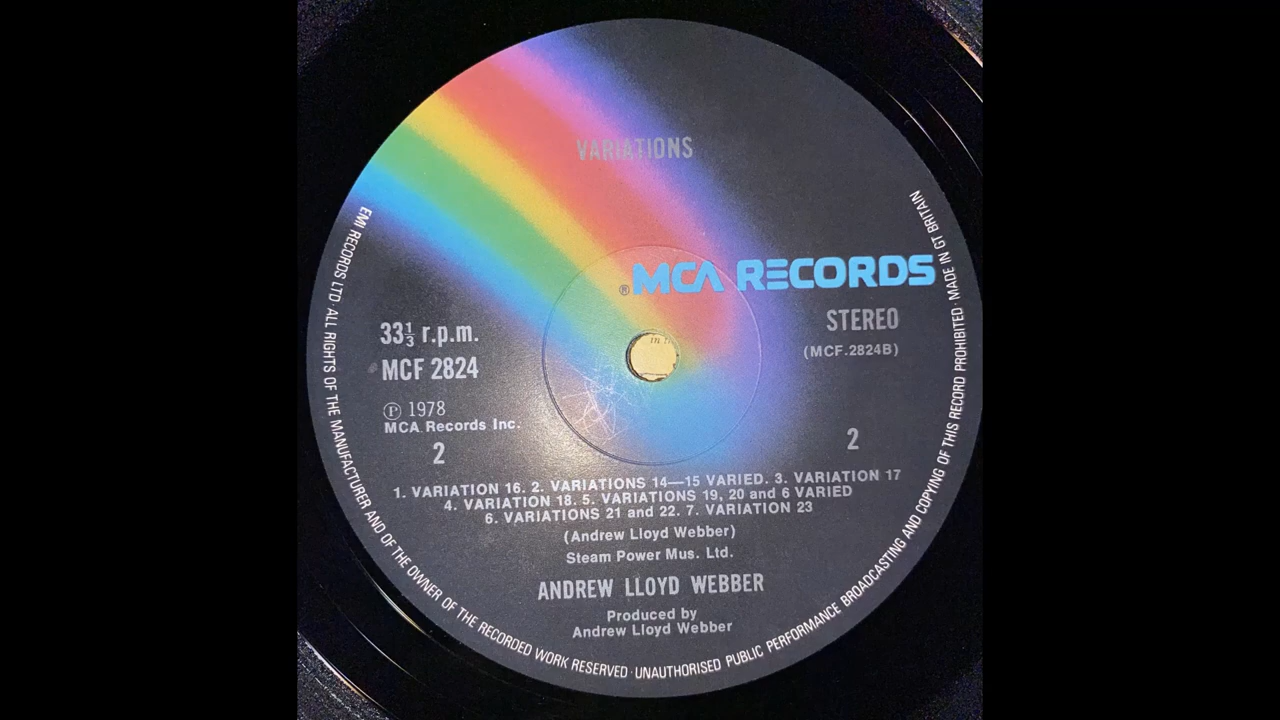 VARIATIONS
® MCA RECORDS
33⅓ r.p.m.
MCF 2824
STEREO
(MCF.2824B)
Ⓟ 1978
MCA Records Inc.
2
2
1. VARIATION 16. 2. VARIATIONS 14—15 VARIED. 3. VARIATION 17
4. VARIATION 18. 5. VARIATIONS 19, 20 and 6 VARIED
6. VARIATIONS 21 and 22. 7. VARIATION 23
(Andrew Lloyd Webber)
Steam Power Mus. Ltd.
ANDREW LLOYD WEBBER
Produced by
Andrew Lloyd Webber
EMI RECORDS LTD · ALL RIGHTS OF THE MANUFACTURER AND OF THE OWNER OF THE RECORDED WORK RESERVED · UNAUTHORISED PUBLIC PERFORMANCE BROADCASTING AND COPYING OF THIS RECORD PROHIBITED · MADE IN GT BRITAIN